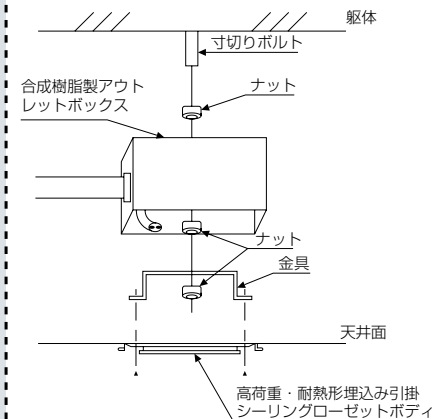 躯体
寸切りボルト
合成樹脂製アウト
レットボックス
ナット
ナット
金具
天井面
高荷重・耐熱形埋込み引掛
シーリングローゼットボディ